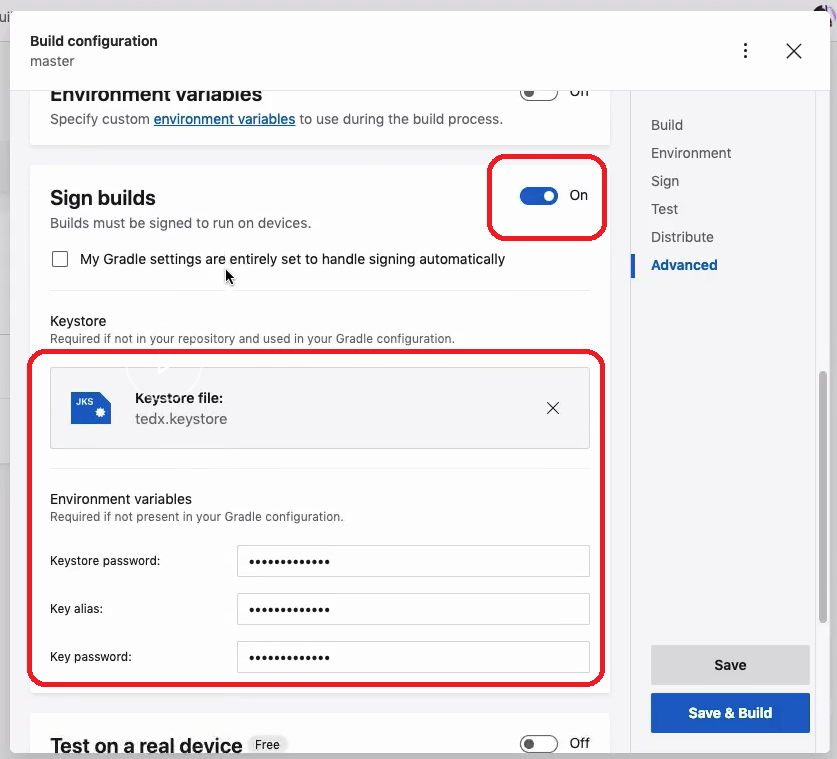 Build configuration
master
Environment variables
Off
Specify custom environment variables to use during the build process.
Sign builds
On
Builds must be signed to run on devices.
My Gradle settings are entirely set to handle signing automatically
Keystore
Required if not in your repository and used in your Gradle configuration.
JKS
Keystore file:
tedx.keystore
Environment variables
Required if not present in your Gradle configuration.
Keystore password:
•••••••••••••
Key alias:
•••••••••••••
Key password:
•••••••••••••
Test on a real device Free
Off
Build
Environment
Sign
Test
Distribute
Advanced
Save
Save & Build